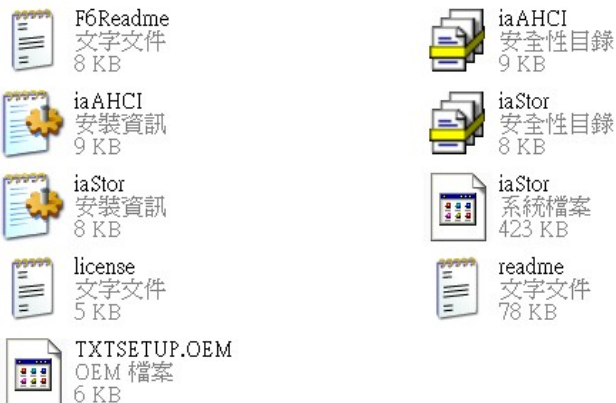 F6Readme
文字文件
8 KB
iaAHCI
安全性目錄
9 KB
iaAHCI
安裝資訊
9 KB
iaStor
安全性目錄
8 KB
iaStor
安裝資訊
8 KB
iaStor
系統檔案
423 KB
license
文字文件
5 KB
readme
文字文件
78 KB
TXTSETUP.OEM
OEM 檔案
6 KB